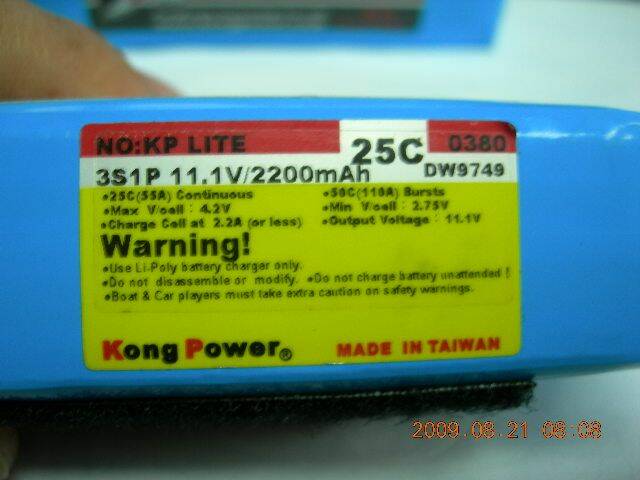 NO:KP LITE 25C 0380
3S1P 11.1V/2200mAh DW9749
•25C(55A) Continuous •50C(110A) Bursts
•Max V/cell : 4.2V •Min V/cell : 2.75V
•Charge Cell at 2.2A (or less) •Output Voltage : 11.1V
Warning!
•Use Li-Poly battery charger only.
•Do not disassemble or modify. •Do not charge battery unattended !
•Boat & Car players must take extra caution on safety warnings.
Kong Power® MADE IN TAIWAN
2009.08.21 08:08